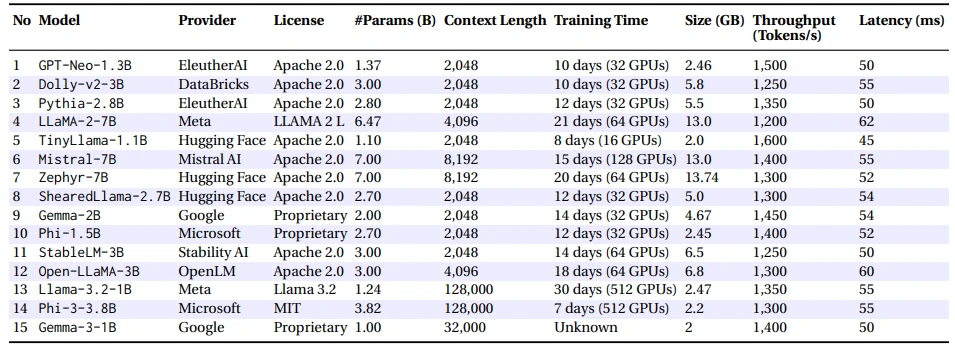 No Model Provider License #Params (B) Context Length Training Time Size (GB) Throughput Latency (ms)
(Tokens/s)
1 GPT-Neo-1.3B EleutherAI Apache 2.0 1.37 2,048 10 days (32 GPUs) 2.46 1,500 50
2 Dolly-v2-3B DataBricks Apache 2.0 3.00 2,048 10 days (32 GPUs) 5.8 1,250 55
3 Pythia-2.8B EleutherAI Apache 2.0 2.80 2,048 12 days (32 GPUs) 5.5 1,350 50
4 LLaMA-2-7B Meta LLAMA 2 L 6.47 4,096 21 days (64 GPUs) 13.0 1,200 62
5 TinyLlama-1.1B Hugging Face Apache 2.0 1.10 2,048 8 days (16 GPUs) 2.0 1,600 45
6 Mistral-7B Mistral AI Apache 2.0 7.00 8,192 15 days (128 GPUs) 13.0 1,400 55
7 Zephyr-7B Hugging Face Apache 2.0 7.00 8,192 20 days (64 GPUs) 13.74 1,300 52
8 ShearedLlama-2.7B Hugging Face Apache 2.0 2.70 2,048 12 days (32 GPUs) 5.0 1,300 54
9 Gemma-2B Google Proprietary 2.00 2,048 14 days (32 GPUs) 4.67 1,450 54
10 Phi-1.5B Microsoft Proprietary 2.70 2,048 12 days (32 GPUs) 2.45 1,400 52
11 StableLM-3B Stability AI Apache 2.0 3.00 2,048 14 days (64 GPUs) 6.5 1,250 50
12 Open-LLaMA-3B OpenLM Apache 2.0 3.00 4,096 18 days (64 GPUs) 6.8 1,300 60
13 Llama-3.2-1B Meta Llama 3.2 1.24 128,000 30 days (512 GPUs) 2.47 1,350 55
14 Phi-3-3.8B Microsoft MIT 3.82 128,000 7 days (512 GPUs) 2.2 1,300 55
15 Gemma-3-1B Google Proprietary 1.00 32,000 Unknown 2 1,400 50